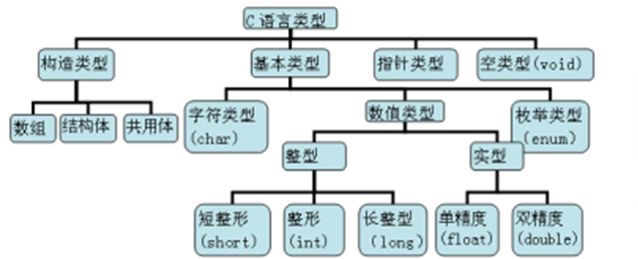 C 语言类型
构造类型
基本类型
指针类型
空类型(void)
数组
结构体
共用体
字符类型
(char)
数值类型
枚举类型
(enum)
整型
实型
短整形
(short)
整形
(int)
长整型
(long)
单精度
(float)
双精度
(double)